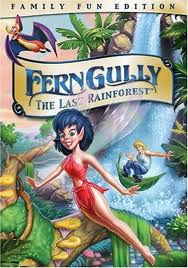 FAMILY FUN EDITION
FERNGULLY
THE LAST RAINFOREST